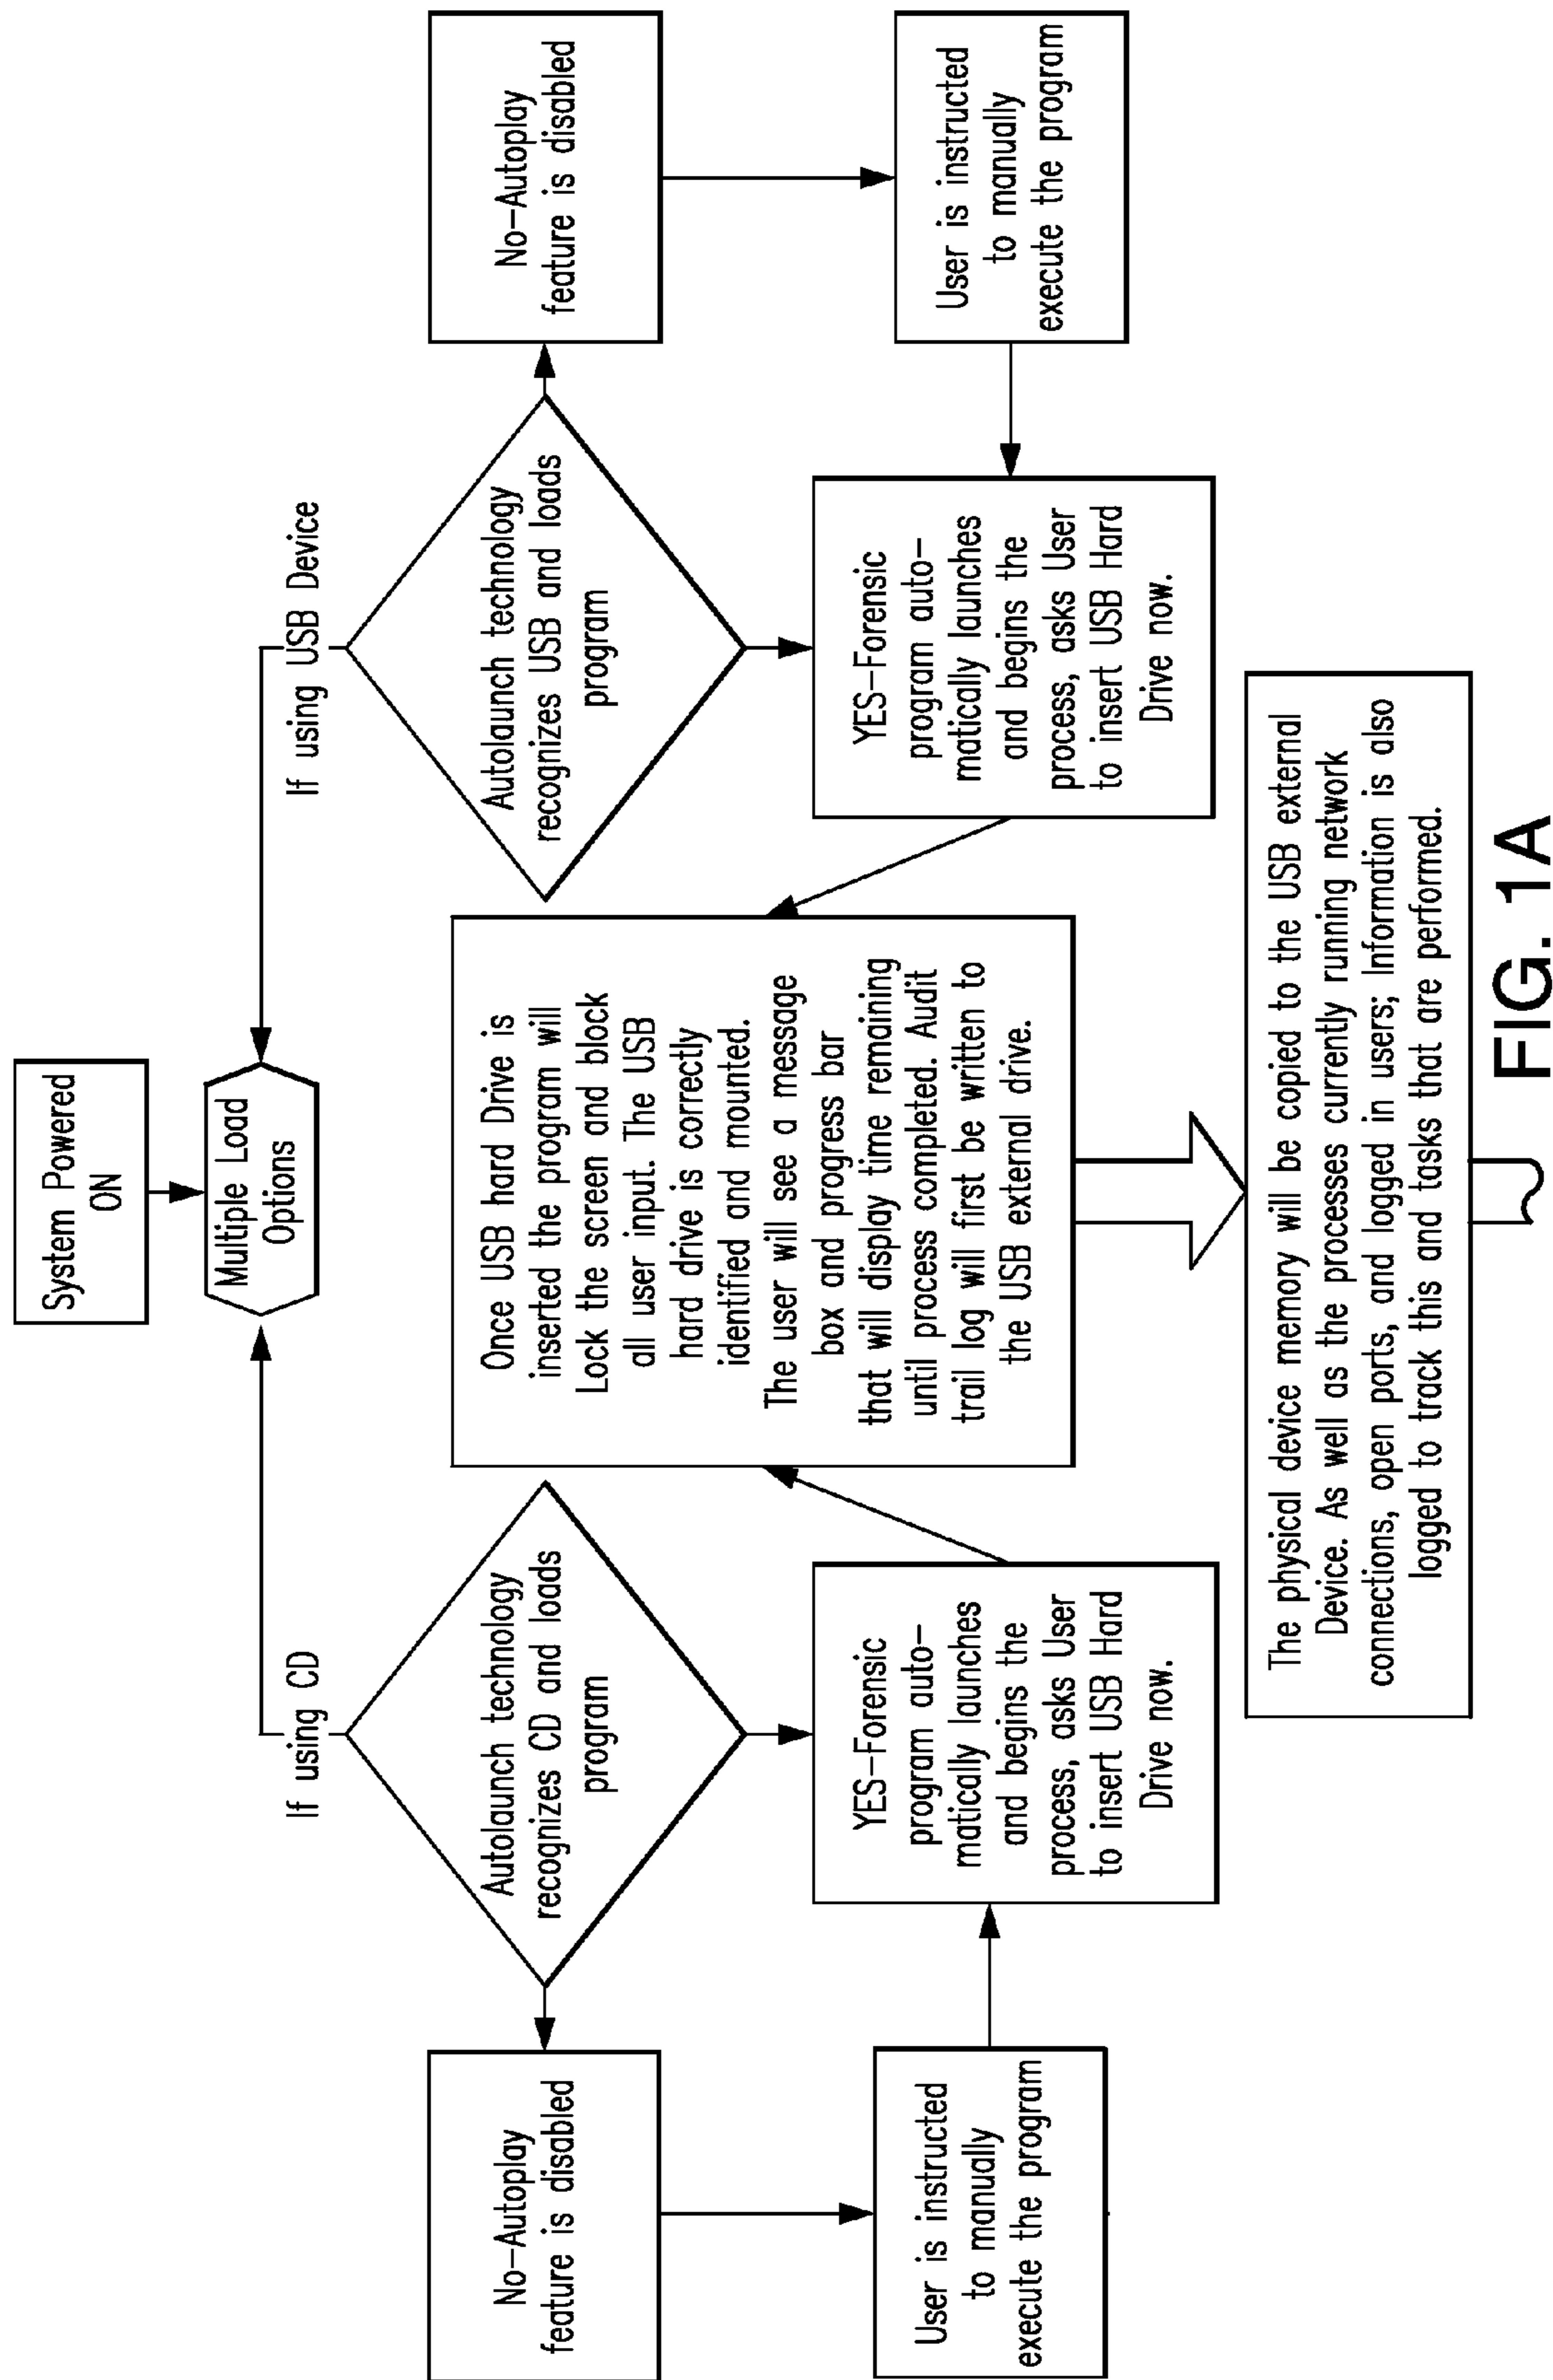 System Powered
ON
Multiple Load
Options
If using CD
If using USB Device
No-Autoplay
feature is disabled
Autolaunch technology
recognizes CD and loads
program
Once USB hard Drive is
inserted the program will
Lock the screen and block
all user input. The USB
hard drive is correctly
identified and mounted.
The user will see a message
box and progress bar
that will display time remaining
until process completed. Audit
trail log will first be written to
the USB external drive.
Autolaunch technology
recognizes USB and loads
program
No-Autoplay
feature is disabled
User is instructed
to manually
execute the program
YES-Forensic
program auto-
matically launches
and begins the
process, asks User
to insert USB Hard
Drive now.
YES-Forensic
program auto-
matically launches
and begins the
process, asks User
to insert USB Hard
Drive now.
User is instructed
to manually
execute the program
The physical device memory will be copied to the USB external
Device. As well as the processes currently running network
connections, open ports, and logged in users; Information is also
logged to track this and tasks that are performed.
FIG. 1A